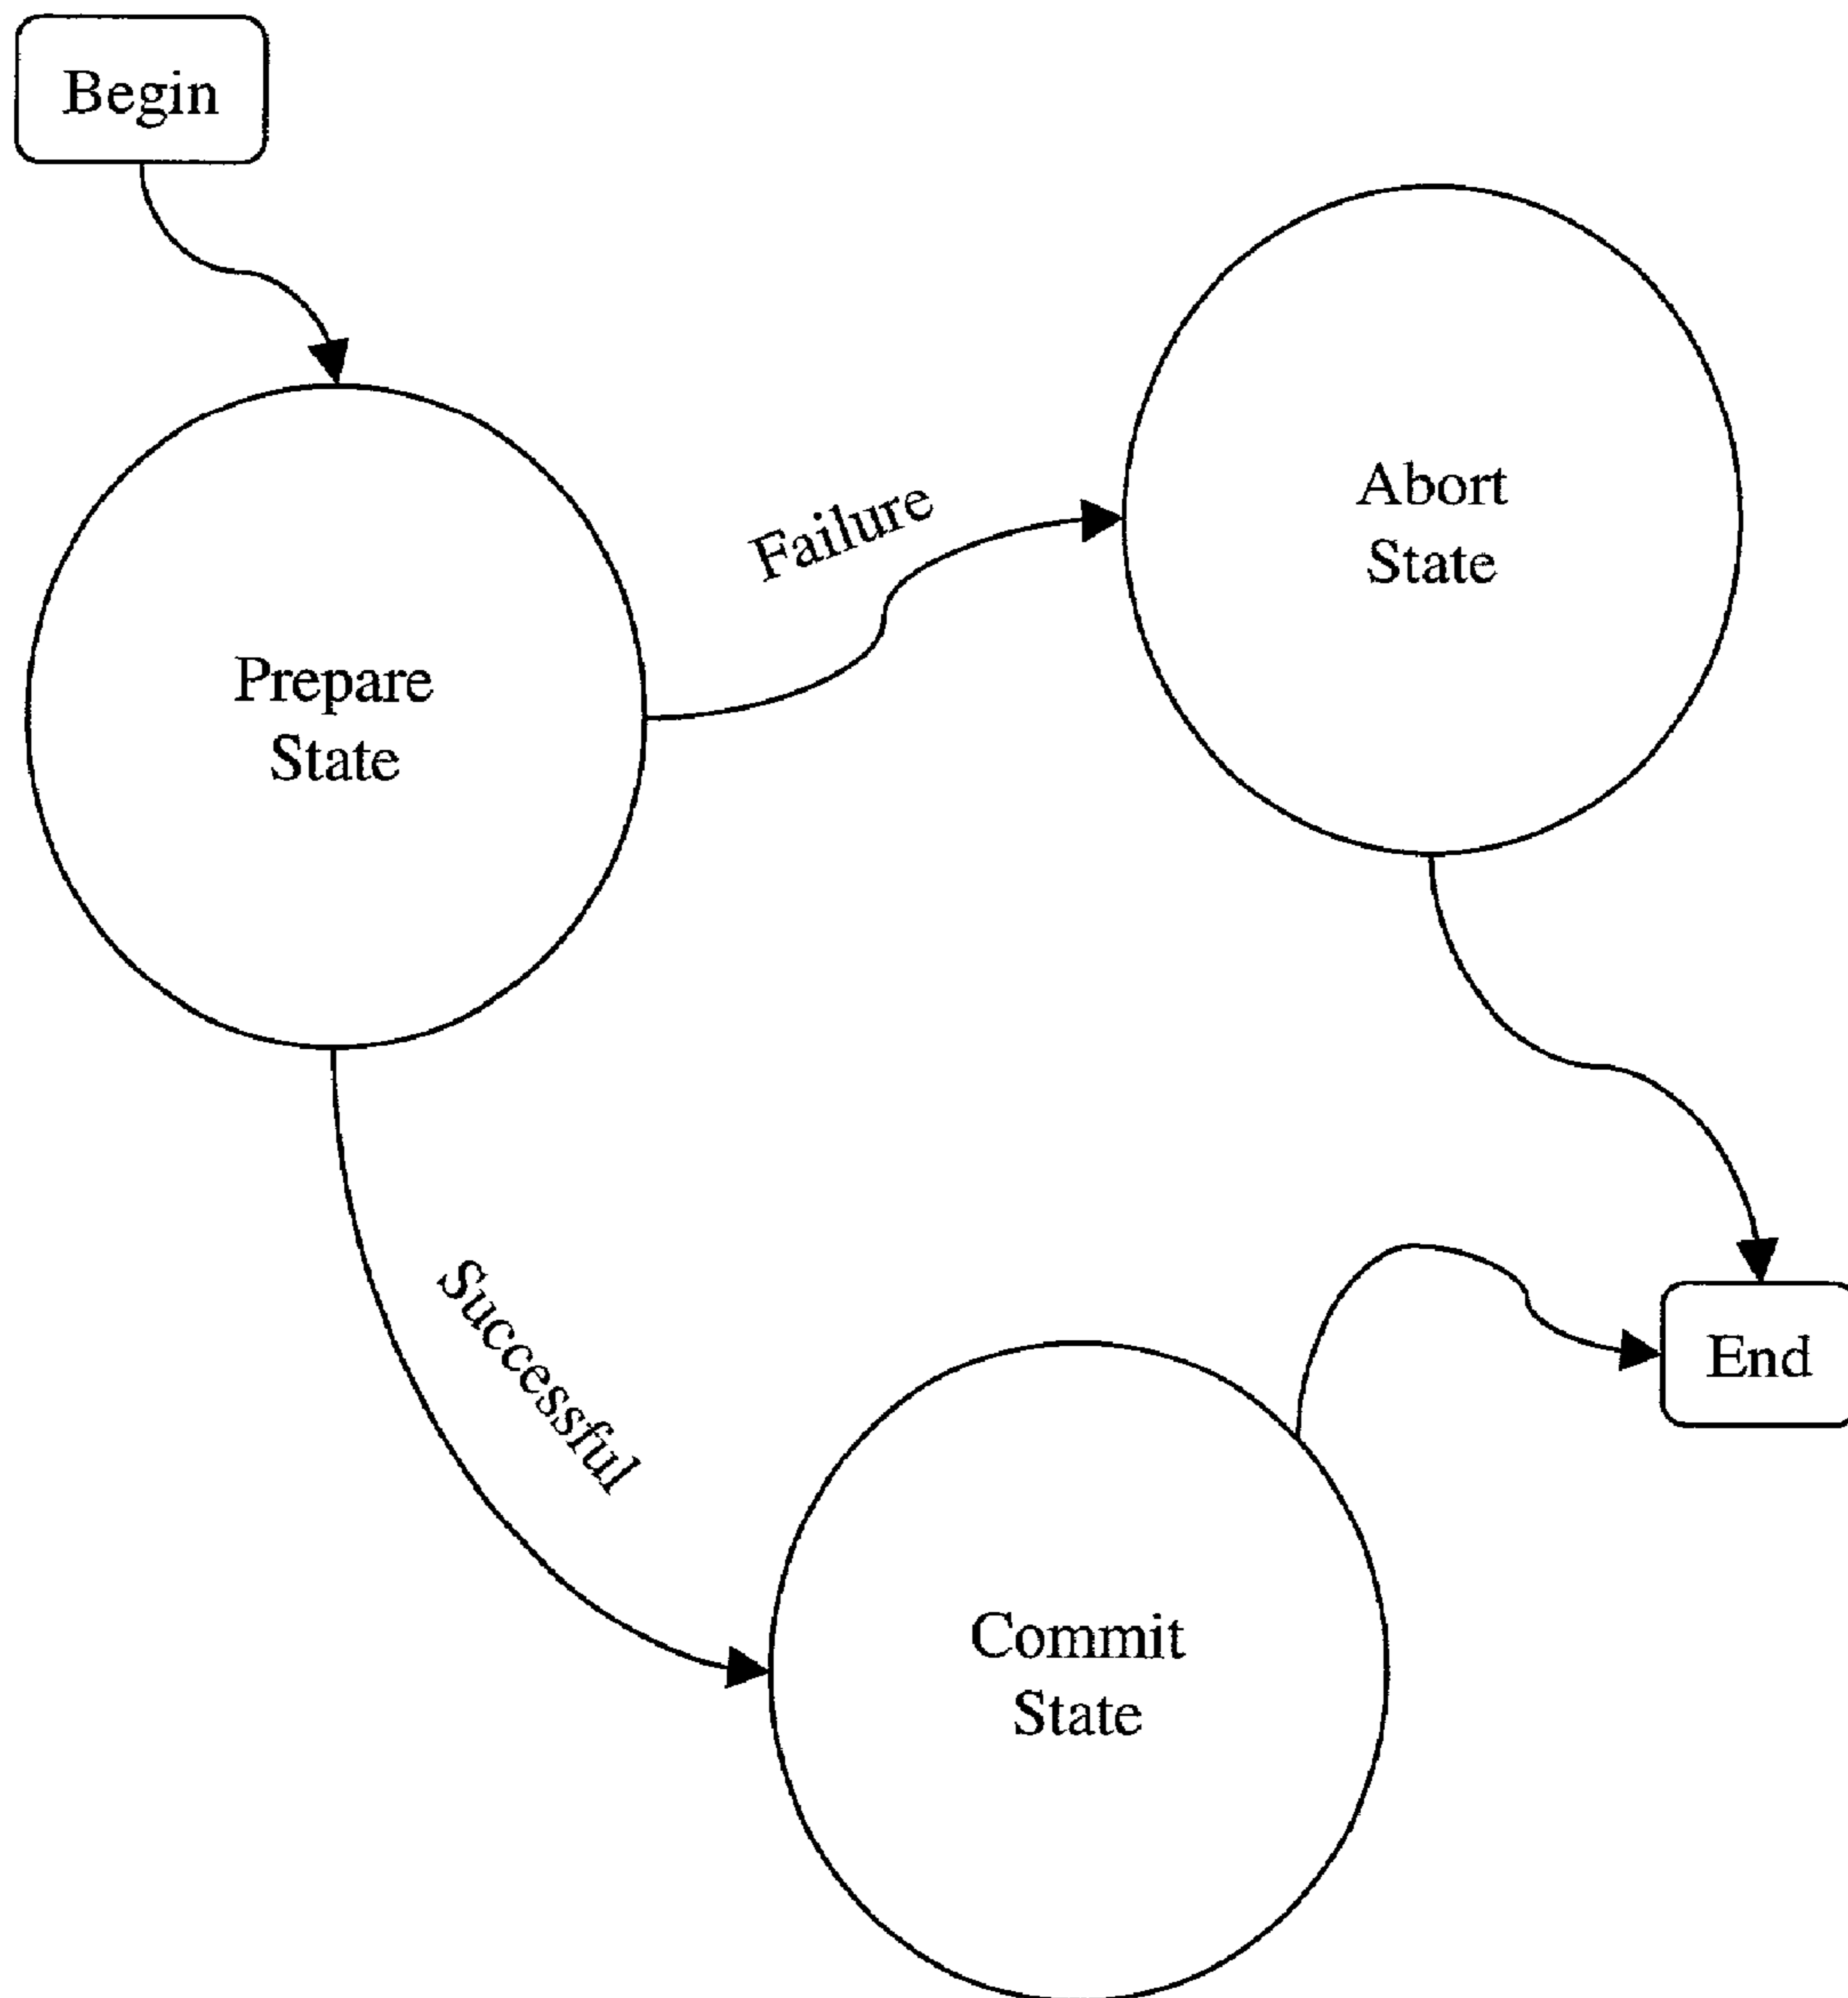 Begin
Abort
State
Failure
Prepare
State
Successful
End
Commit
State